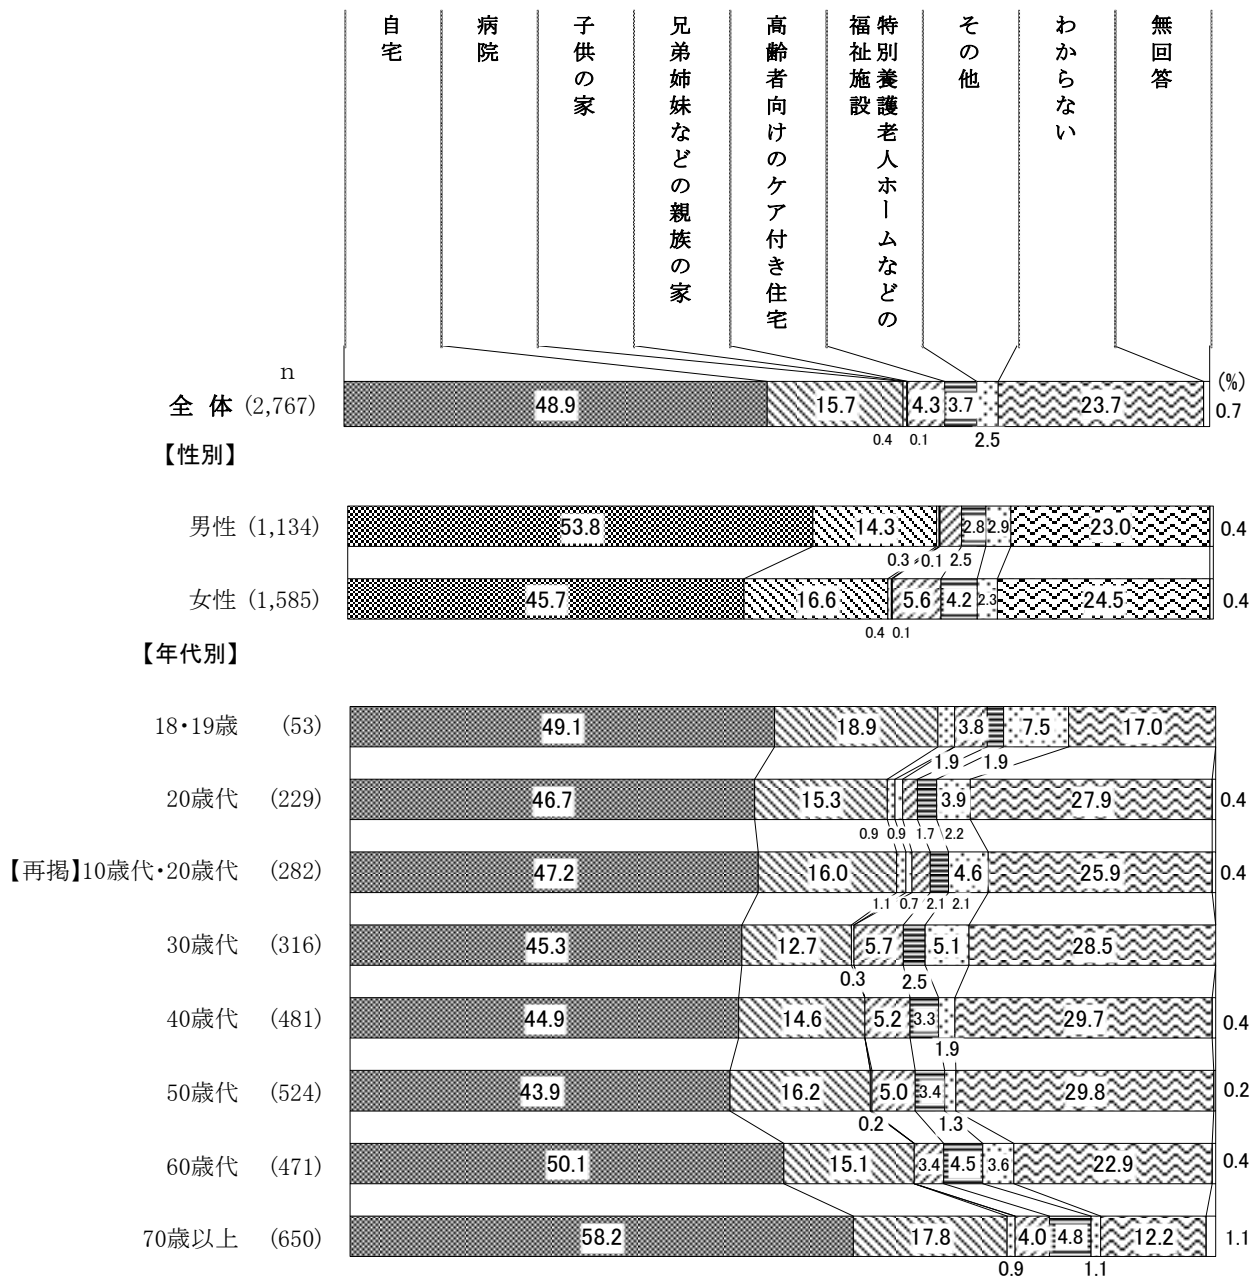 自宅
病院
子供の家
兄弟姉妹などの親族の家
高齢者向けのケア付き住宅
特別養護老人ホームなどの
福祉施設
その他
わからない
無回答
n
(%)
全 体 (2,767) 48.9 15.7 4.3 3.7 23.7 0.7
0.4 0.1 2.5
【性別】
男性 (1,134) 53.8 14.3 2.8 2.9 23.0 0.4
0.3 0.1 2.5
女性 (1,585) 45.7 16.6 5.6 4.2 2.3 24.5 0.4
0.4 0.1
【年代別】
18・19歳 (53) 49.1 18.9 3.8 7.5 17.0
1.9 1.9
20歳代 (229) 46.7 15.3 3.9 27.9 0.4
0.9 0.9 1.7 2.2
【再掲】10歳代・20歳代 (282) 47.2 16.0 4.6 25.9 0.4
1.1 0.7 2.1 2.1
30歳代 (316) 45.3 12.7 5.7 5.1 28.5
0.3 2.5
40歳代 (481) 44.9 14.6 5.2 3.3 29.7 0.4
1.9
50歳代 (524) 43.9 16.2 5.0 3.4 29.8 0.2
0.2 1.3
60歳代 (471) 50.1 15.1 3.4 4.5 3.6 22.9 0.4
70歳以上 (650) 58.2 17.8 4.0 4.8 12.2 1.1
0.9 1.1